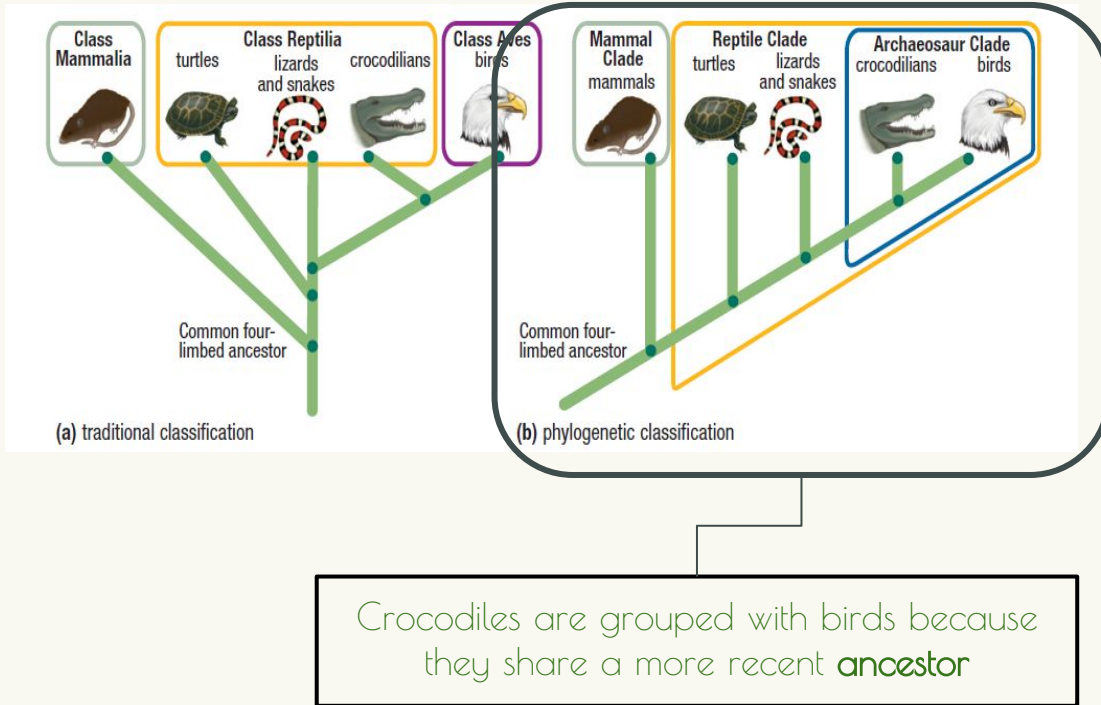 Class
Mammalia
Class Reptilia
turtles
lizards
and snakes
crocodilians
Class Aves
birds
Common four-
limbed ancestor
(a) traditional classification
Mammal
Clade
mammals
Reptile Clade
turtles
lizards
and snakes
Archaeosaur Clade
crocodilians
birds
Common four-
limbed ancestor
(b) phylogenetic classification
Crocodiles are grouped with birds because
they share a more recent ancestor